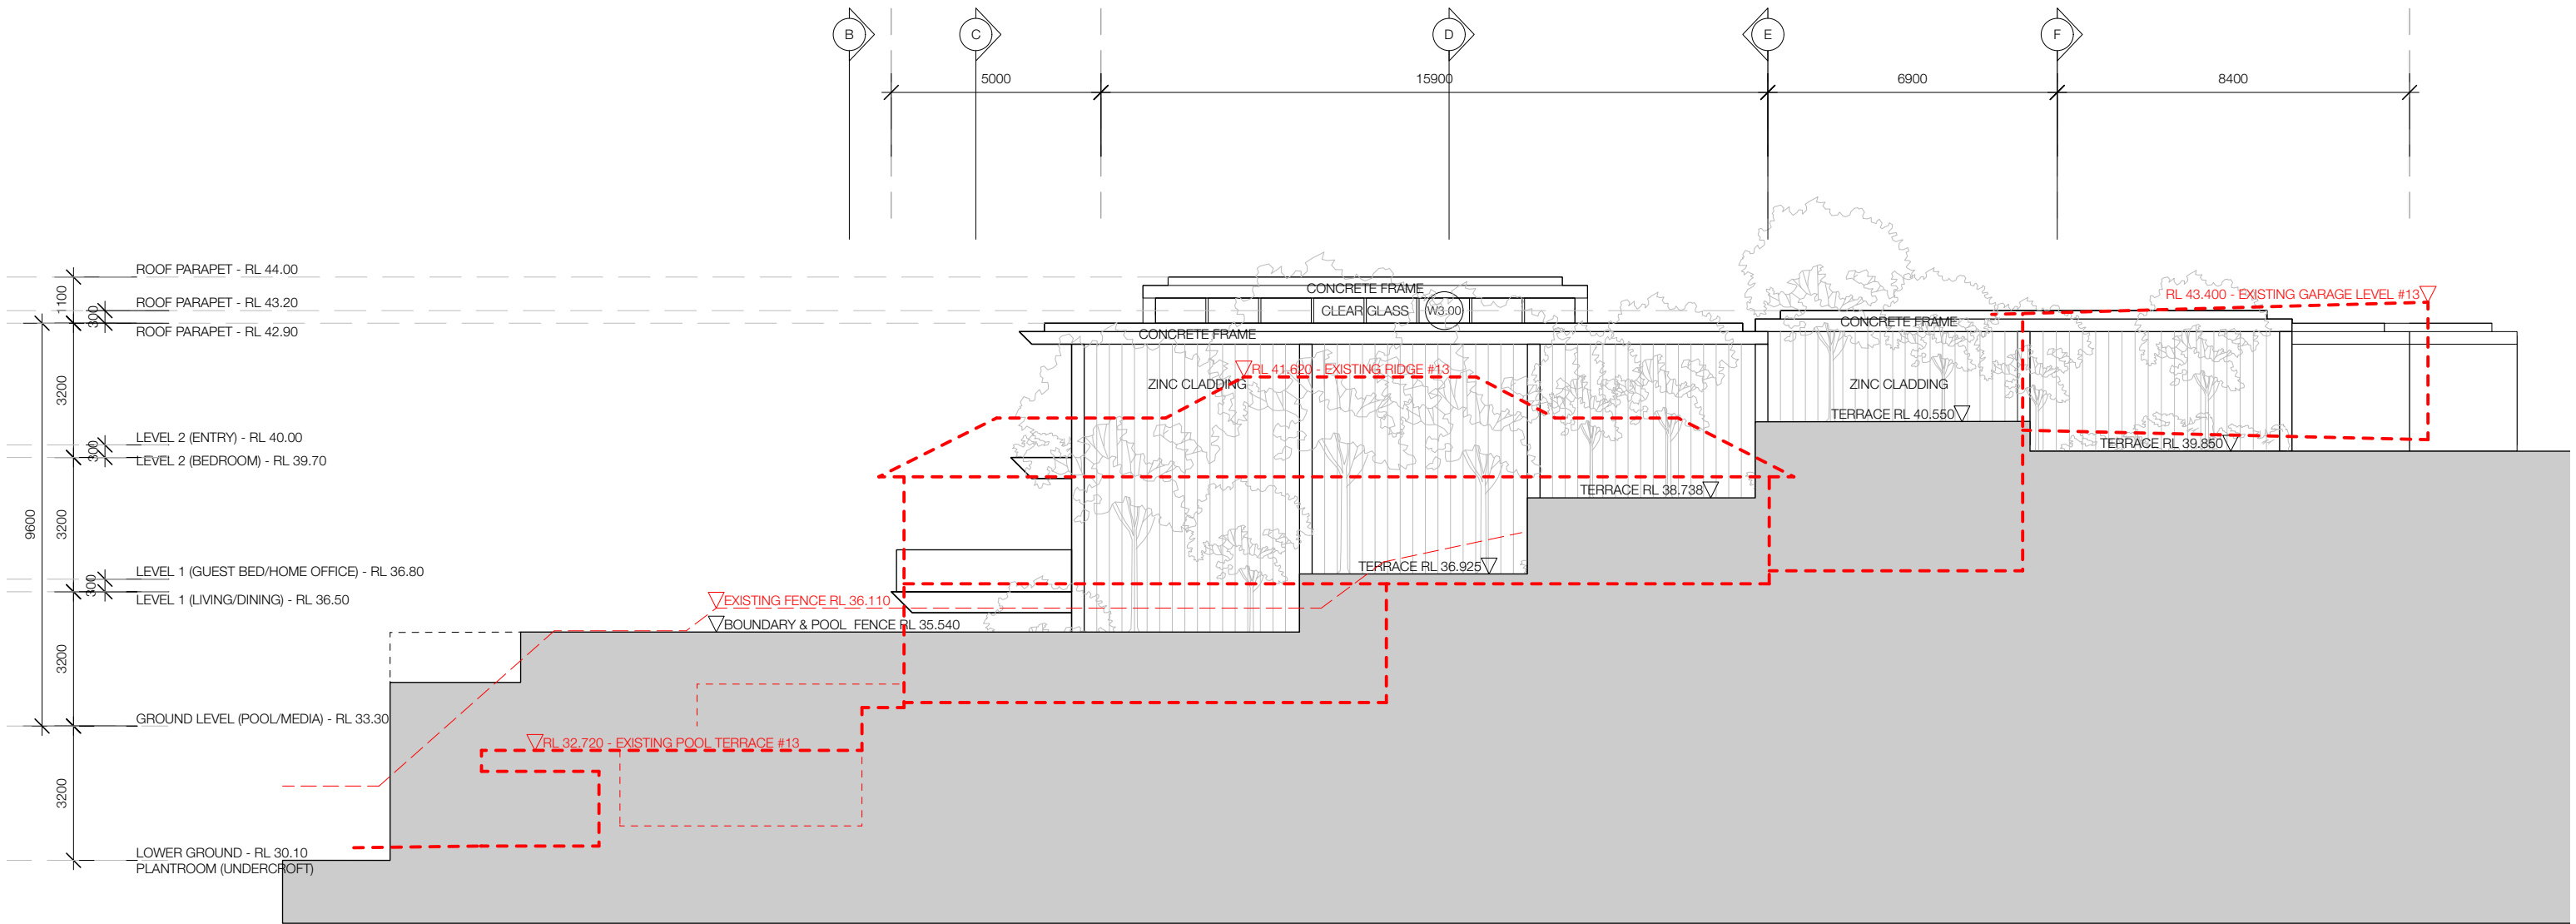 B
C
D
E
F
5000
15900
6900
8400
ROOF PARAPET - RL 44.00
1100
ROOF PARAPET - RL 43.20
300
ROOF PARAPET - RL 42.90
CONCRETE FRAME
CLEAR GLASS
W3.00
CONCRETE FRAME
RL 43.400 - EXISTING GARAGE LEVEL #13
CONCRETE FRAME
3200
RL 41.620 - EXISTING RIDGE #13
ZINC CLADDING
ZINC CLADDING
TERRACE RL 40.550
LEVEL 2 (ENTRY) - RL 40.00
300
LEVEL 2 (BEDROOM) - RL 39.70
TERRACE RL 39.850
TERRACE RL 38.738
9600
3200
LEVEL 1 (GUEST BED/HOME OFFICE) - RL 36.80
300
LEVEL 1 (LIVING/DINING) - RL 36.50
TERRACE RL 36.925
EXISTING FENCE RL 36.110
BOUNDARY & POOL  FENCE RL 35.540
3200
GROUND LEVEL (POOL/MEDIA) - RL 33.30
RL 32.720 - EXISTING POOL TERRACE #13
3200
LOWER GROUND - RL 30.10
PLANTROOM (UNDERCROFT)